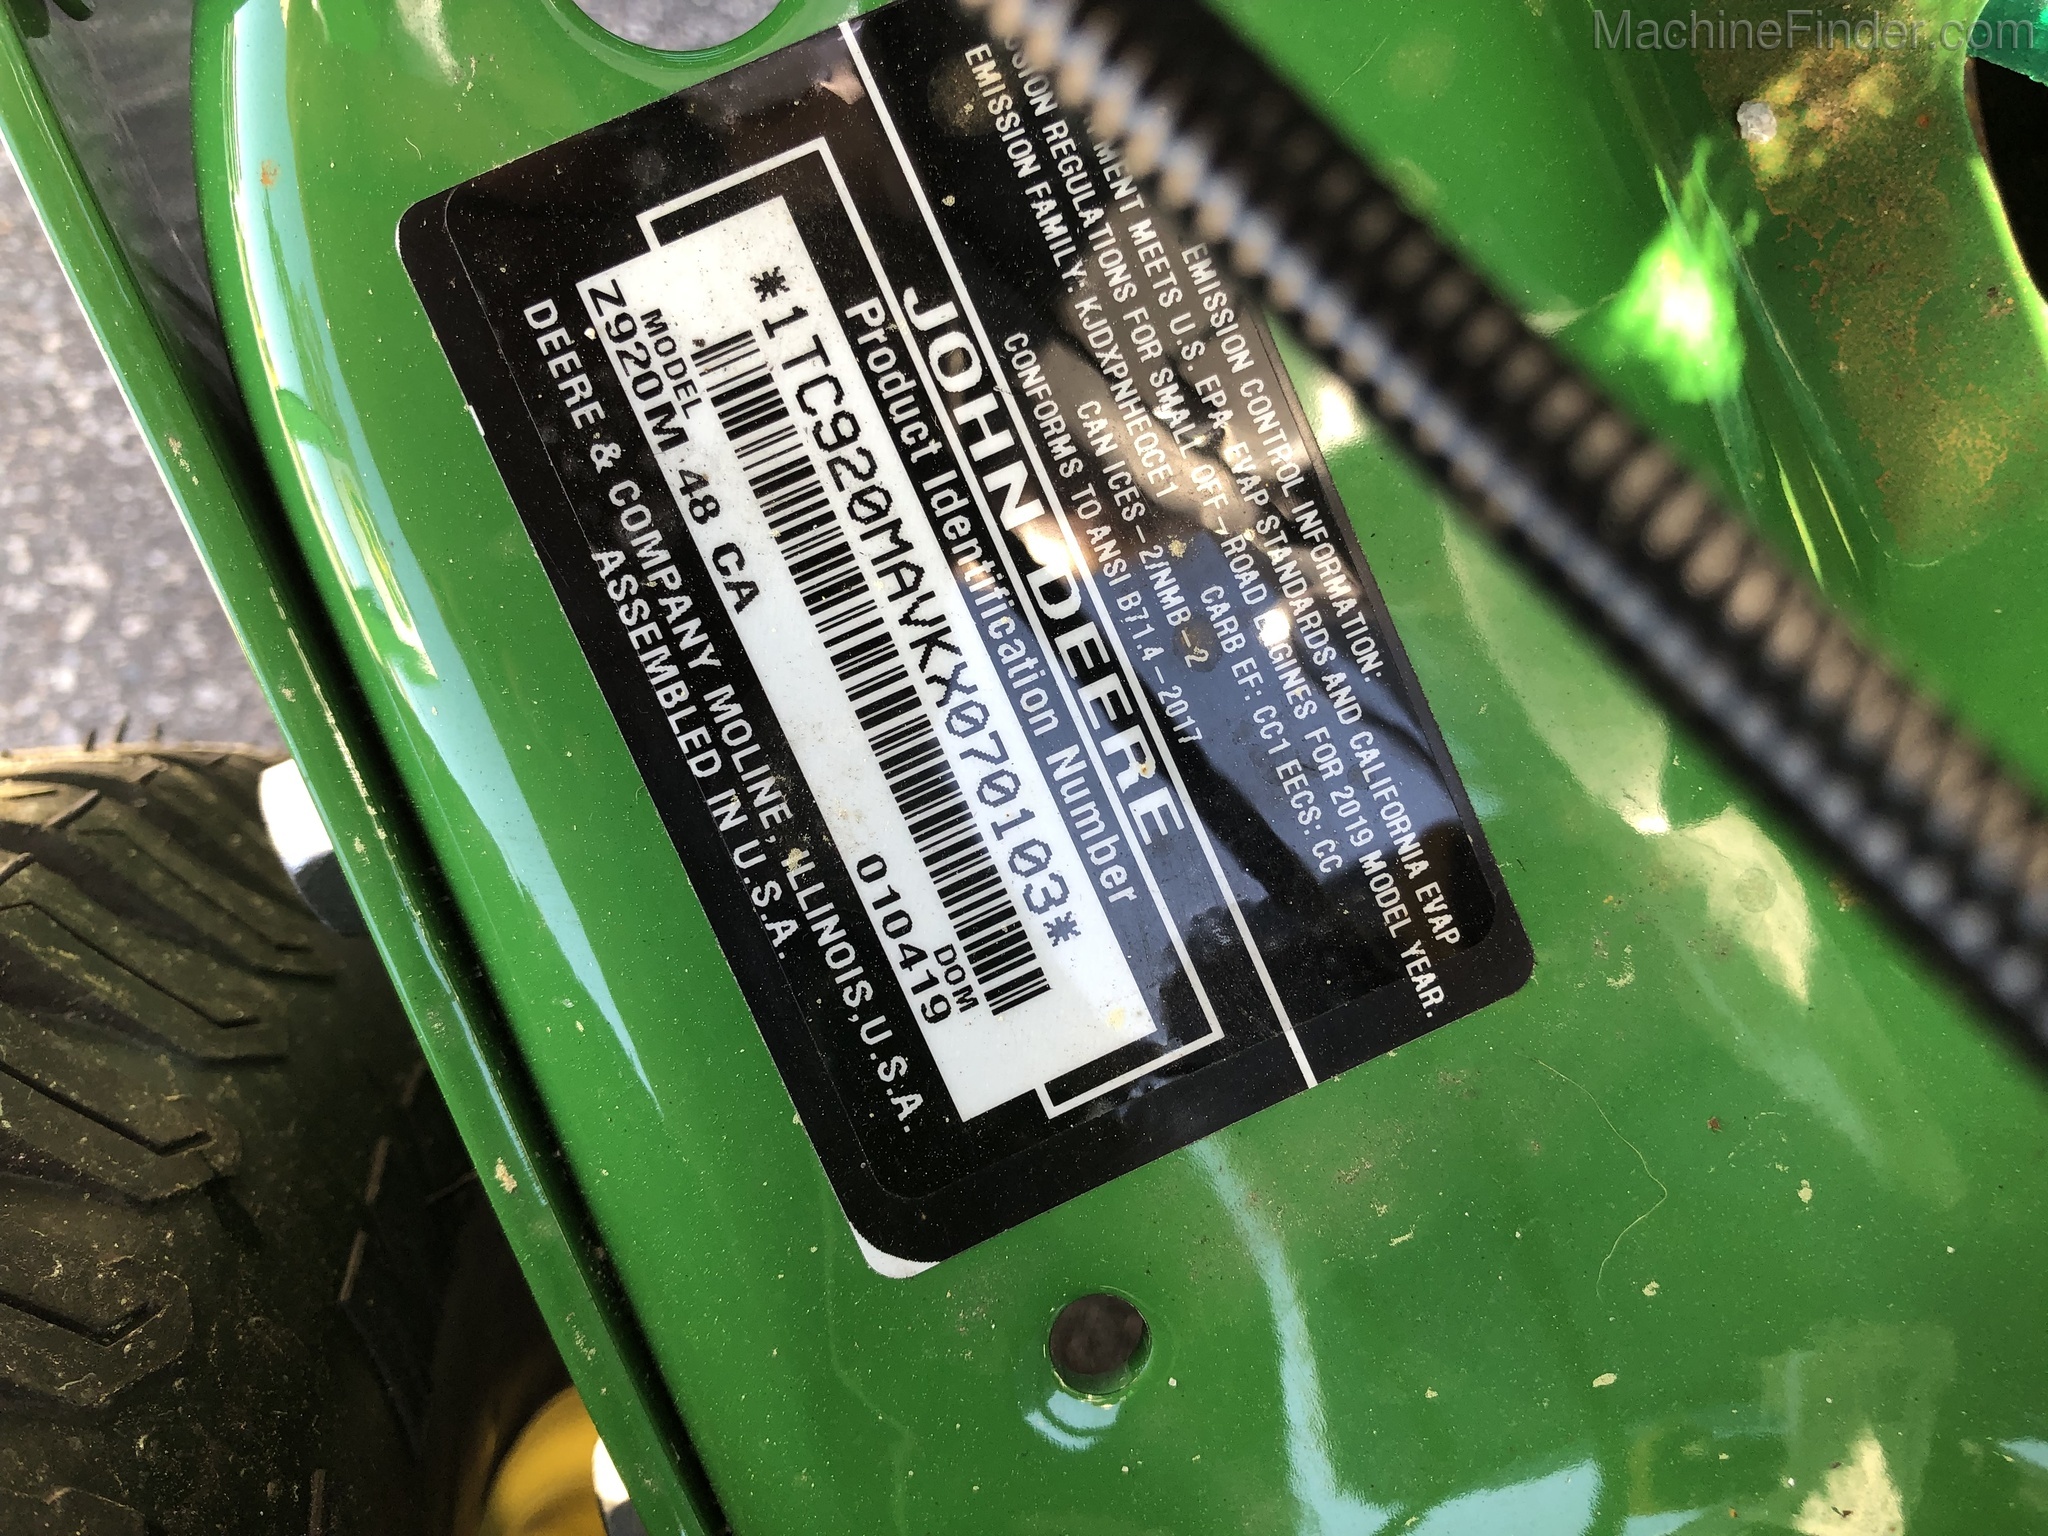 MachineFinder.com
EMISSION CONTROL INFORMATION:
MENT MEETS U.S. EPA EVAP STANDARDS AND CALIFORNIA EVAP
REGULATIONS FOR SMALL OFF-ROAD ENGINES FOR 2019 MODEL YEAR.
EMISSION FAMILY: KJDXPNHEQCE1 CARB EF: CC1 EECS: CC
CAN ICES-2/NMB-2
CONFORMS TO ANSI B71.4-2017
JOHN DEERE
Product Identification Number
*1TC920MAVKX070103*
MODEL DOM
Z920M 48 CA 010419
DEERE & COMPANY MOLINE, ILLINOIS, U.S.A.
ASSEMBLED IN U.S.A.